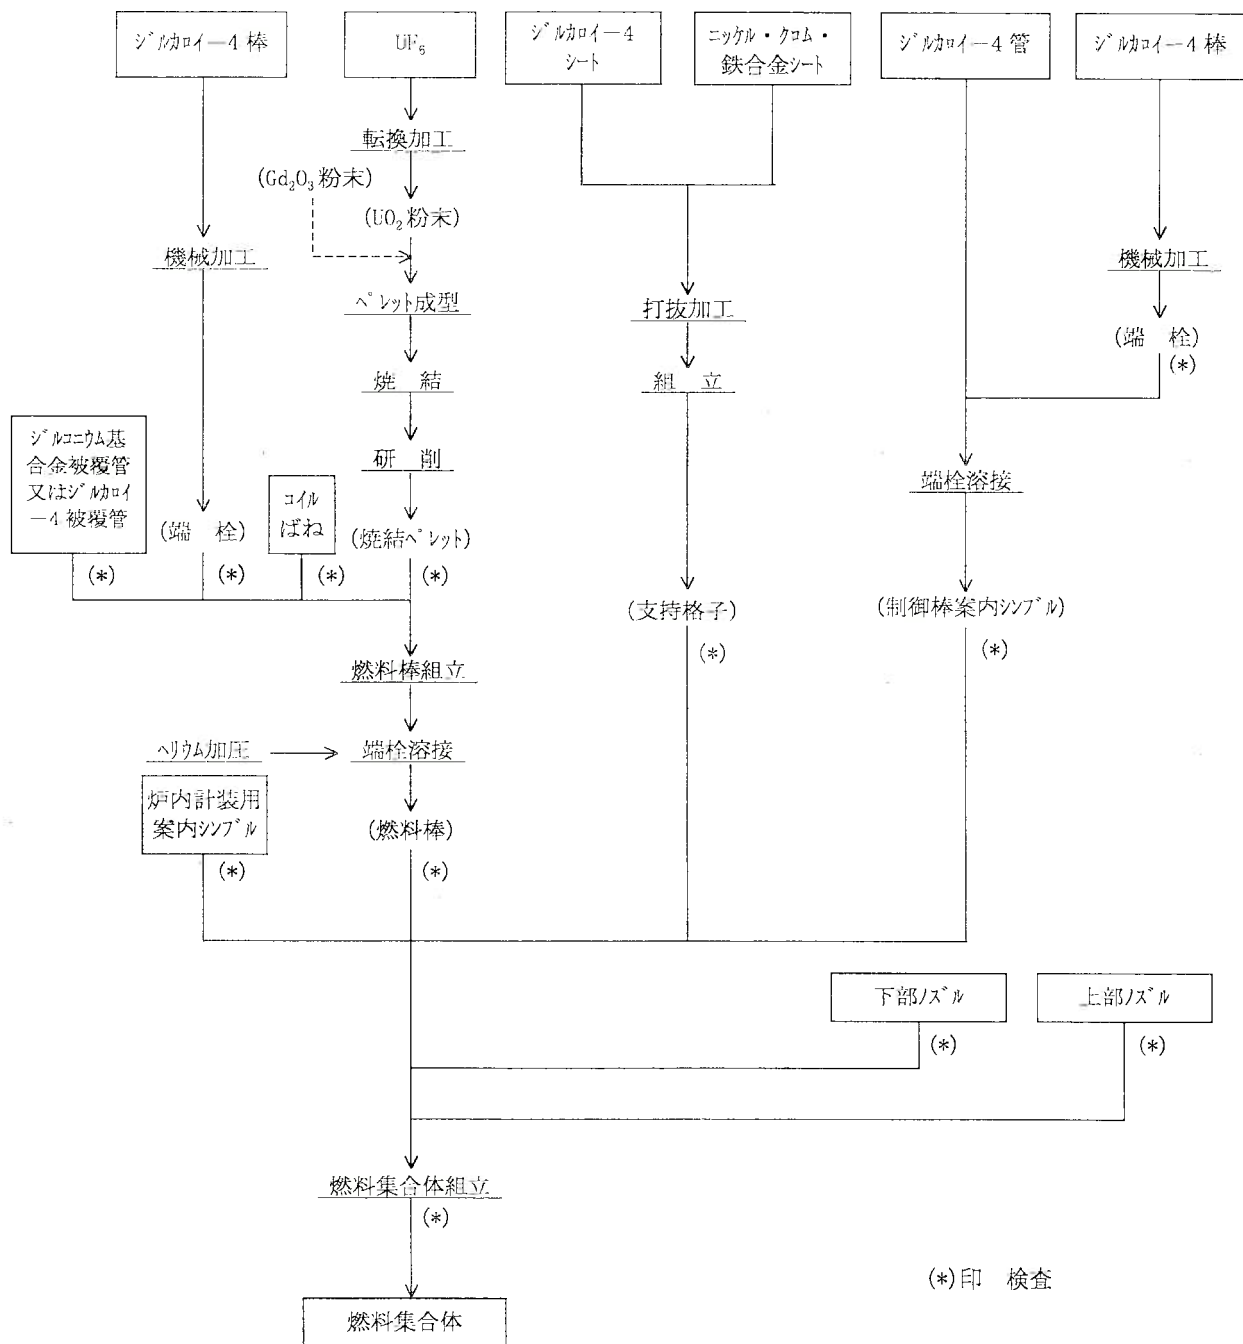 ジルカロイ－4 棒
UF₆
ジルカロイ－4
シート
ニッケル・クロム・
鉄合金シート
ジルカロイ－4 管
ジルカロイ－4 棒
転換加工
(Gd₂O₃粉末)
(UO₂粉末)
機械加工
機械加工
ペレット成型
打抜加工
(端　栓)
(*)
焼　結
組　立
ジルコニウム基
合金被覆管
又はジルカロイ
－4 被覆管
研　削
端栓溶接
コイル
ばね
(端　栓)
(焼結ペレット)
(*)
(*)
(*)
(*)
(支持格子)
(*)
(制御棒案内シンブル)
(*)
燃料棒組立
ヘリウム加圧
端栓溶接
炉内計装用
案内シンブル
(*)
(燃料棒)
(*)
下部ノズル
(*)
上部ノズル
(*)
燃料集合体組立
(*)
(*)印　検査
燃料集合体